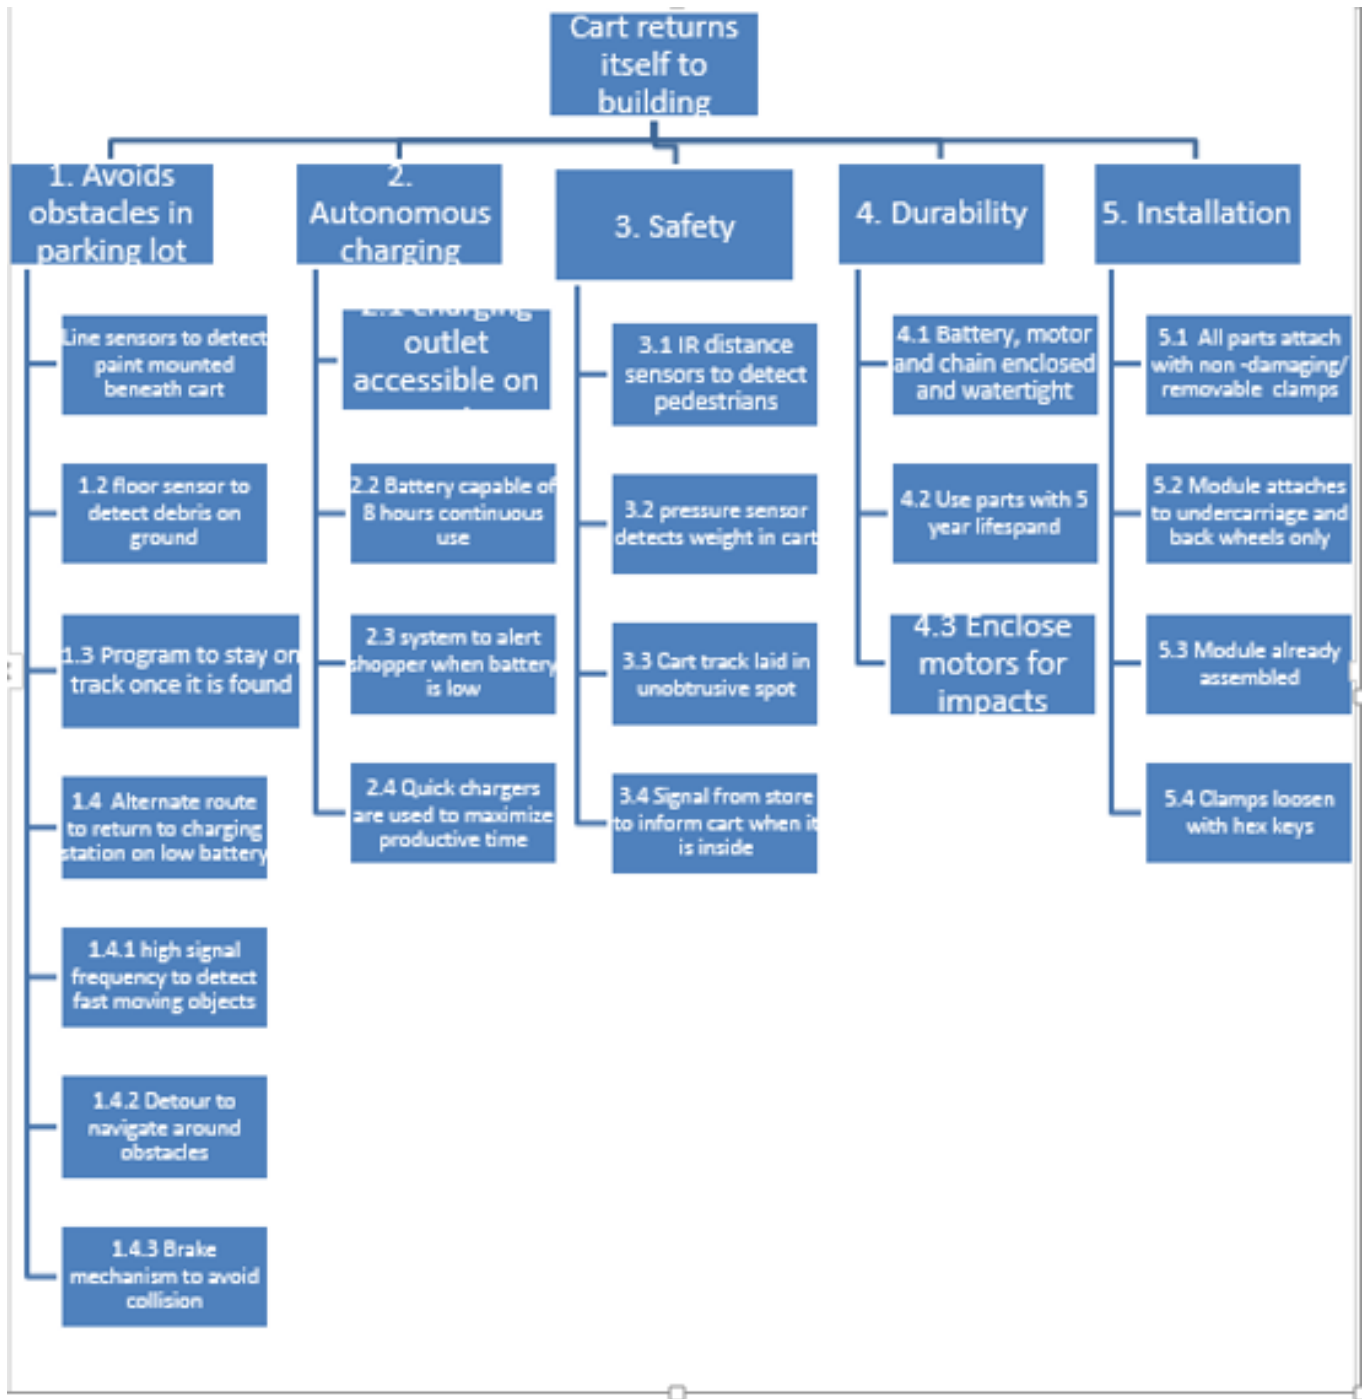 Cart returns
itself to
building
1. Avoids
obstacles in
parking lot
Line sensors to detect
paint mounted
beneath cart
1.2 floor sensor to
detect debris on
ground
1.3 Program to stay on
track once it is found
1.4 Alternate route
to return to charging
station on low battery
1.4.1 high signal
frequency to detect
fast moving objects
1.4.2 Detour to
navigate around
obstacles
1.4.3 Brake
mechanism to avoid
collision
2.
Autonomous
charging
2.1 Charging
outlet
accessible on
2.2 Battery capable of
8 hours continuous
use
2.3 system to alert
shopper when battery
is low
2.4 Quick chargers
are used to maximize
productive time
3. Safety
3.1 IR distance
sensors to detect
pedestrians
3.2 pressure sensor
detects weight in cart
3.3 Cart track laid in
unobtrusive spot
3.4 Signal from store
to inform cart when it
is inside
4. Durability
4.1 Battery, motor
and chain enclosed
and watertight
4.2 Use parts with 5
year lifespand
4.3 Enclose
motors for
impacts
5. Installation
5.1 All parts attach
with non -damaging/
removable clamps
5.2 Module attaches
to undercarriage and
back wheels only
5.3 Module already
assembled
5.4 Clamps loosen
with hex keys